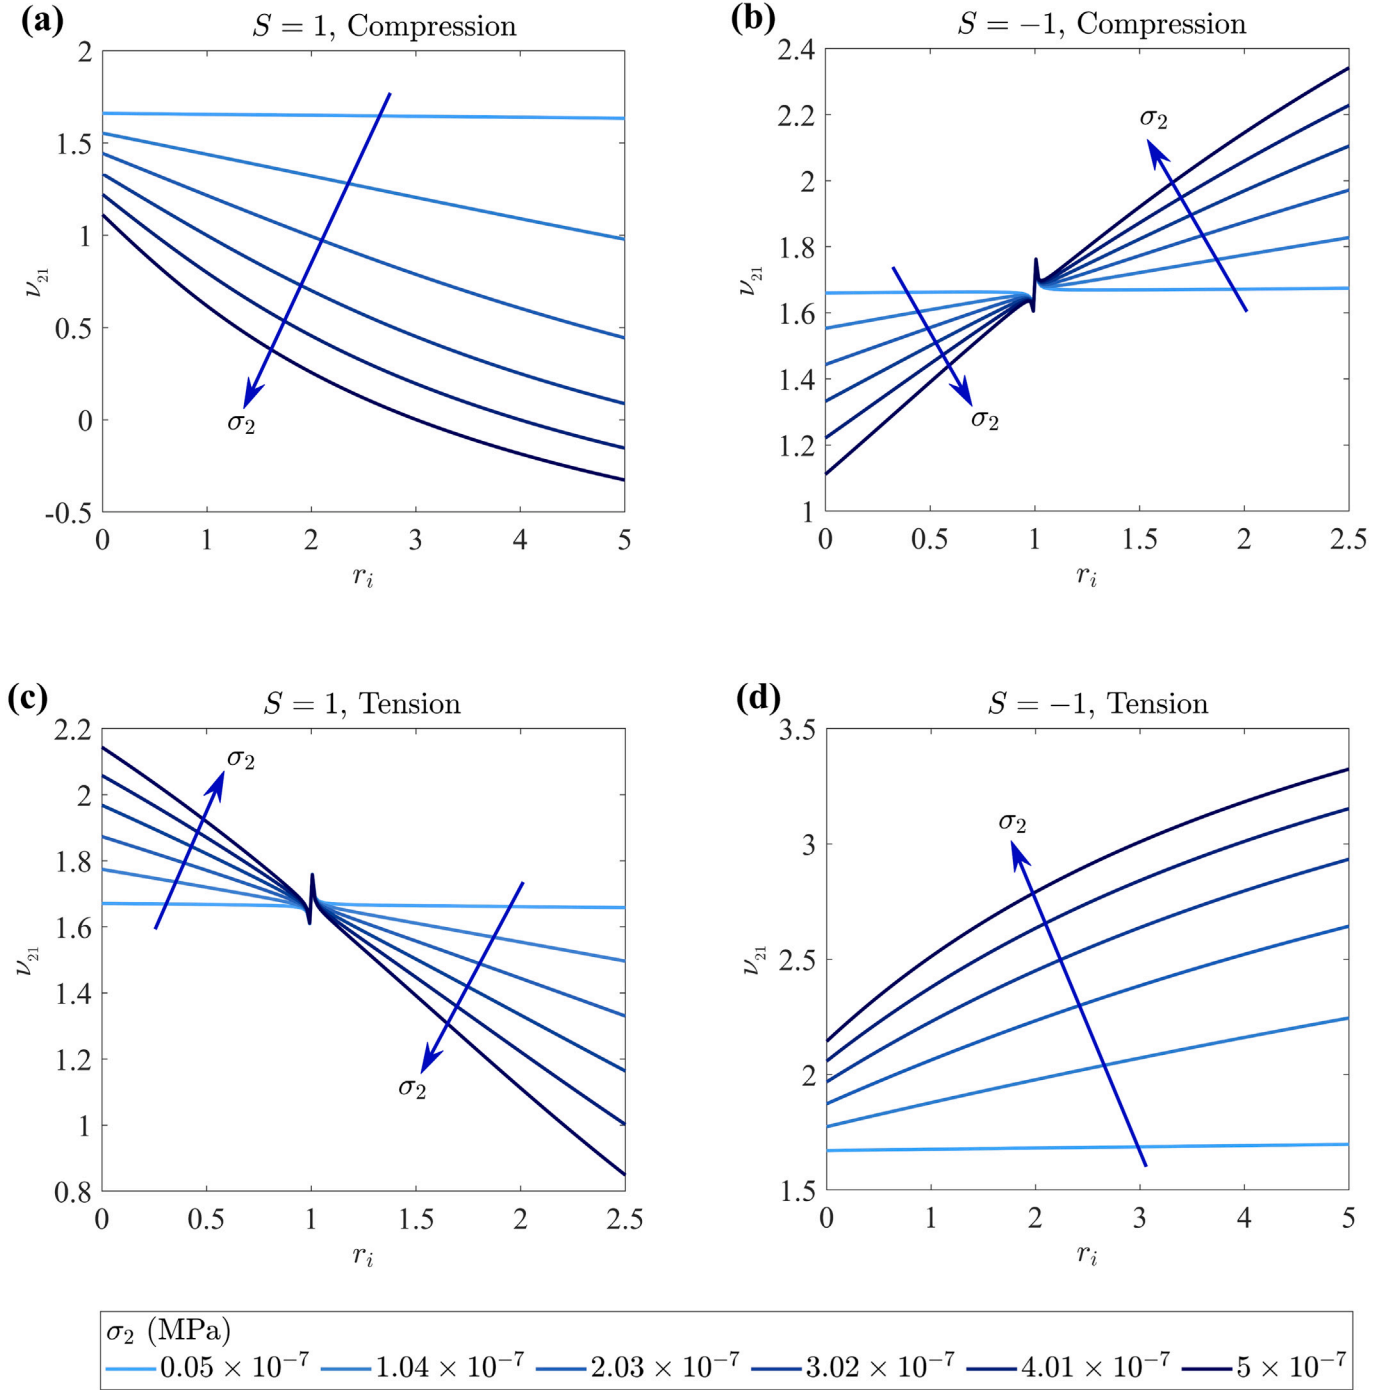 (a)
S = 1, Compression
2
1.5
1
0.5
0
-0.5
ν₂₁
σ₂
0 1 2 3 4 5
rᵢ
(b)
S = −1, Compression
2.4
2.2
2
1.8
1.6
1.4
1.2
1
ν₂₁
σ₂
σ₂
0 0.5 1 1.5 2 2.5
rᵢ
(c)
S = 1, Tension
2.2
2
1.8
1.6
1.4
1.2
1
0.8
ν₂₁
σ₂
σ₂
0 0.5 1 1.5 2 2.5
rᵢ
(d)
S = −1, Tension
3.5
3
2.5
2
1.5
ν₂₁
σ₂
0 1 2 3 4 5
rᵢ
σ₂ (MPa)
0.05 × 10⁻⁷ 1.04 × 10⁻⁷ 2.03 × 10⁻⁷ 3.02 × 10⁻⁷ 4.01 × 10⁻⁷ 5 × 10⁻⁷